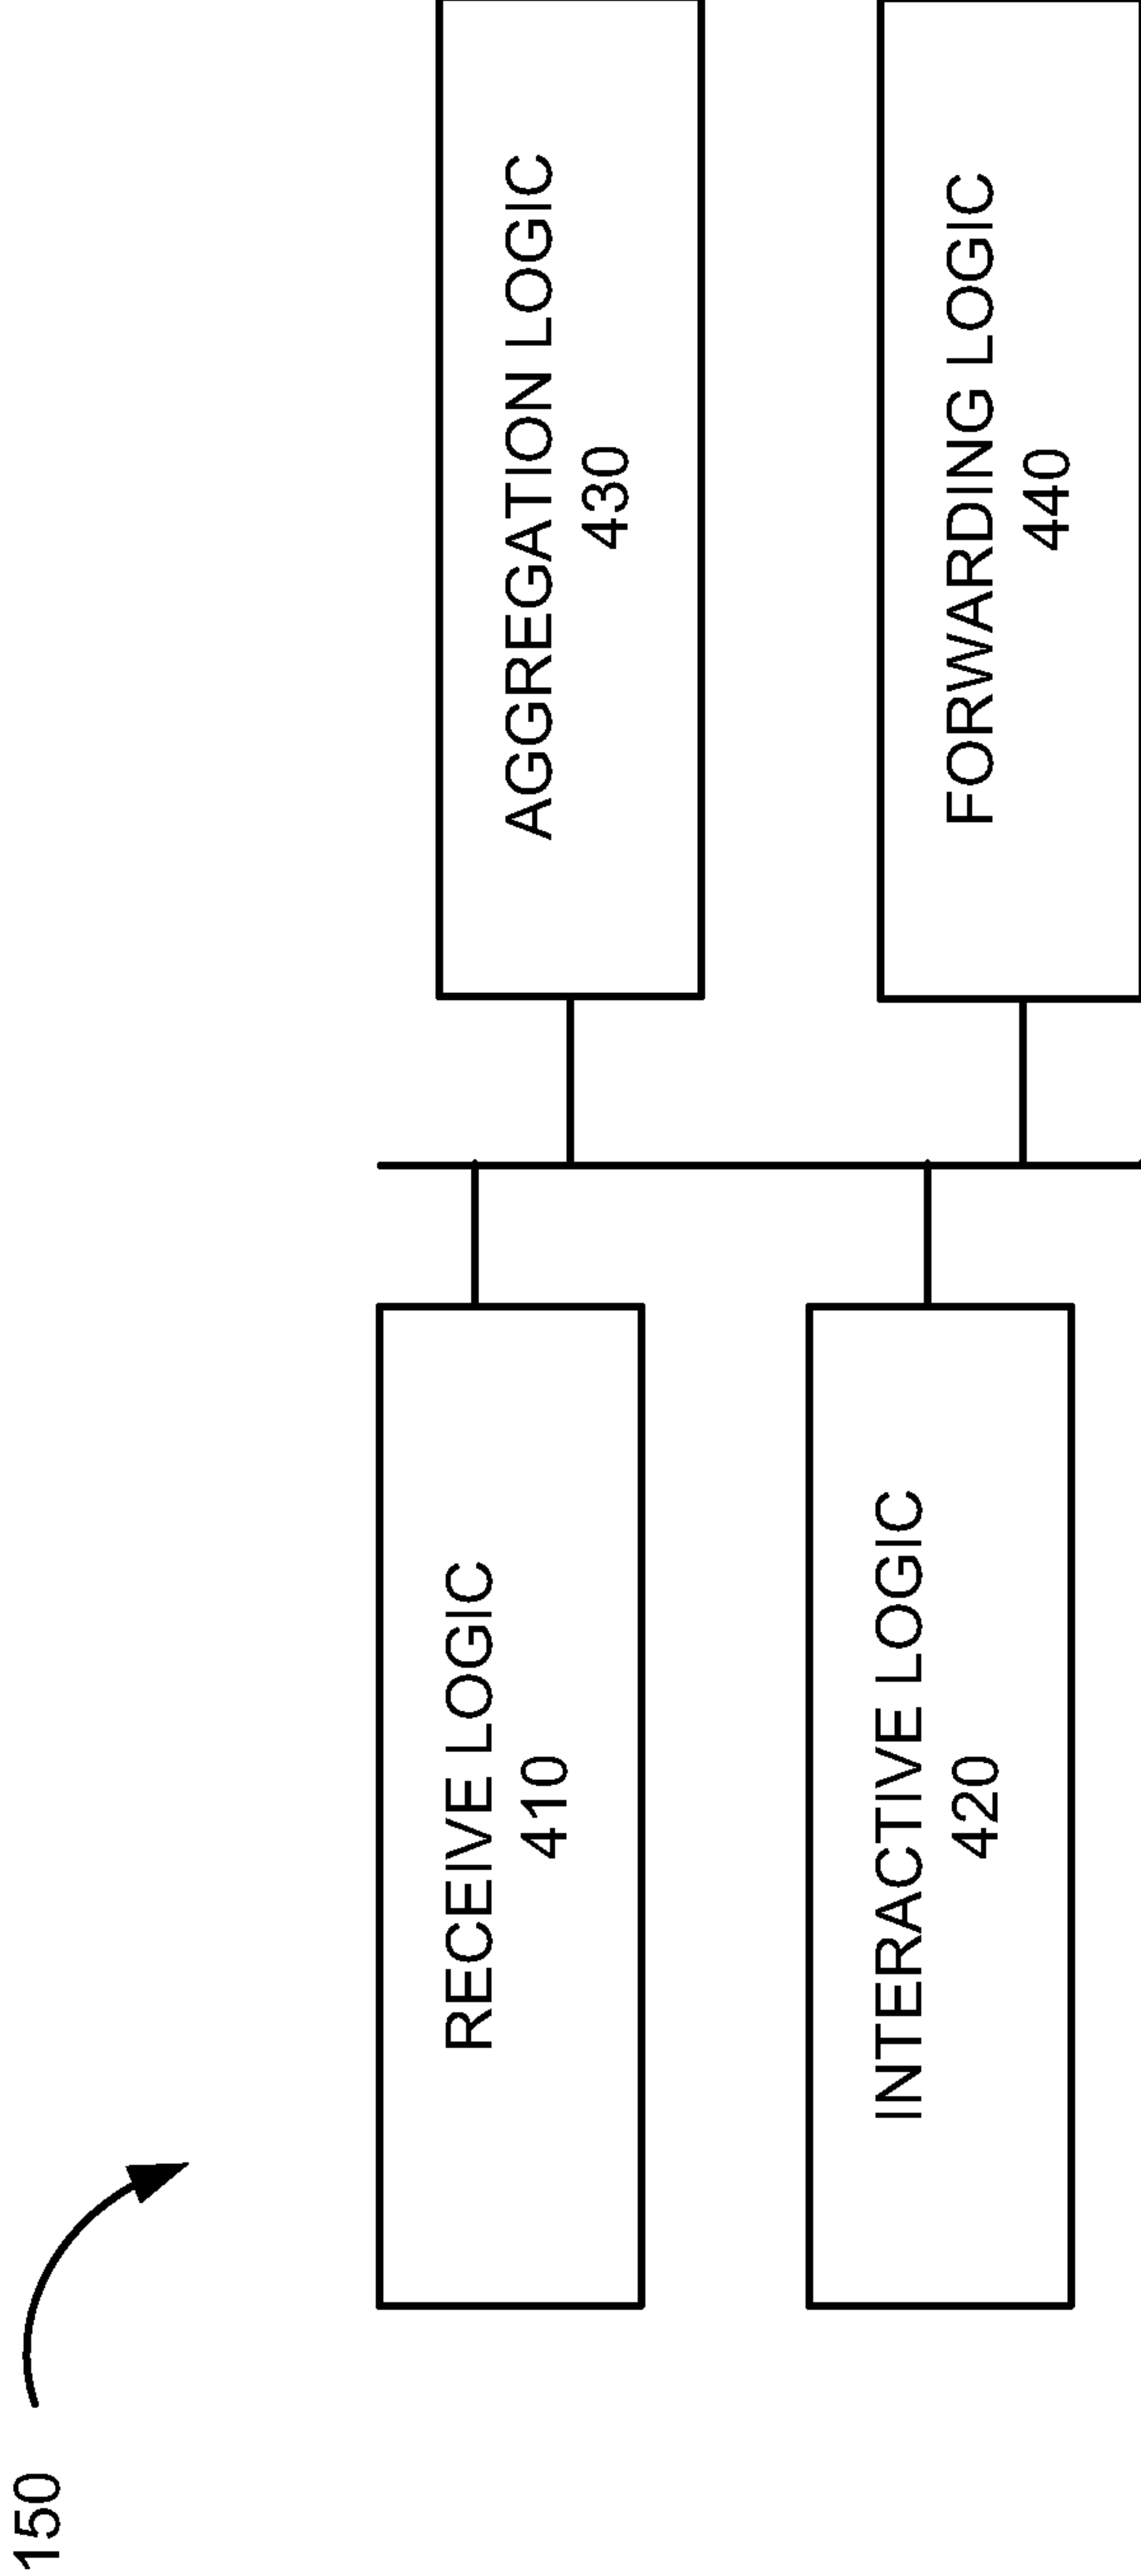 150
RECEIVE LOGIC
410
AGGREGATION LOGIC
430
INTERACTIVE LOGIC
420
FORWARDING LOGIC
440